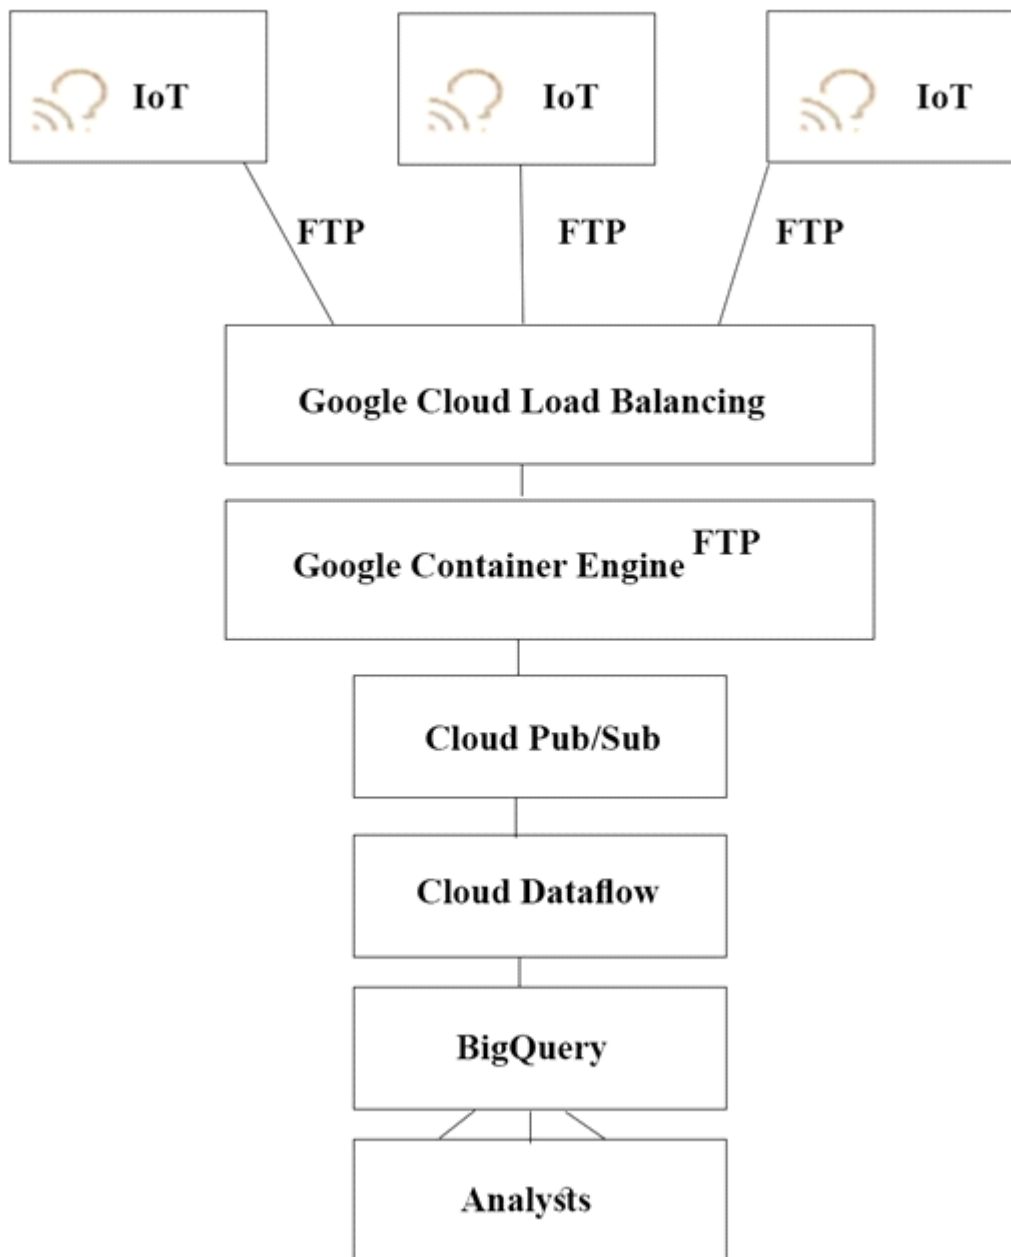 IoT
IoT
IoT
FTP
FTP
FTP
Google Cloud Load Balancing
Google Container Engine FTP
Cloud Pub/Sub
Cloud Dataflow
BigQuery
Analysts